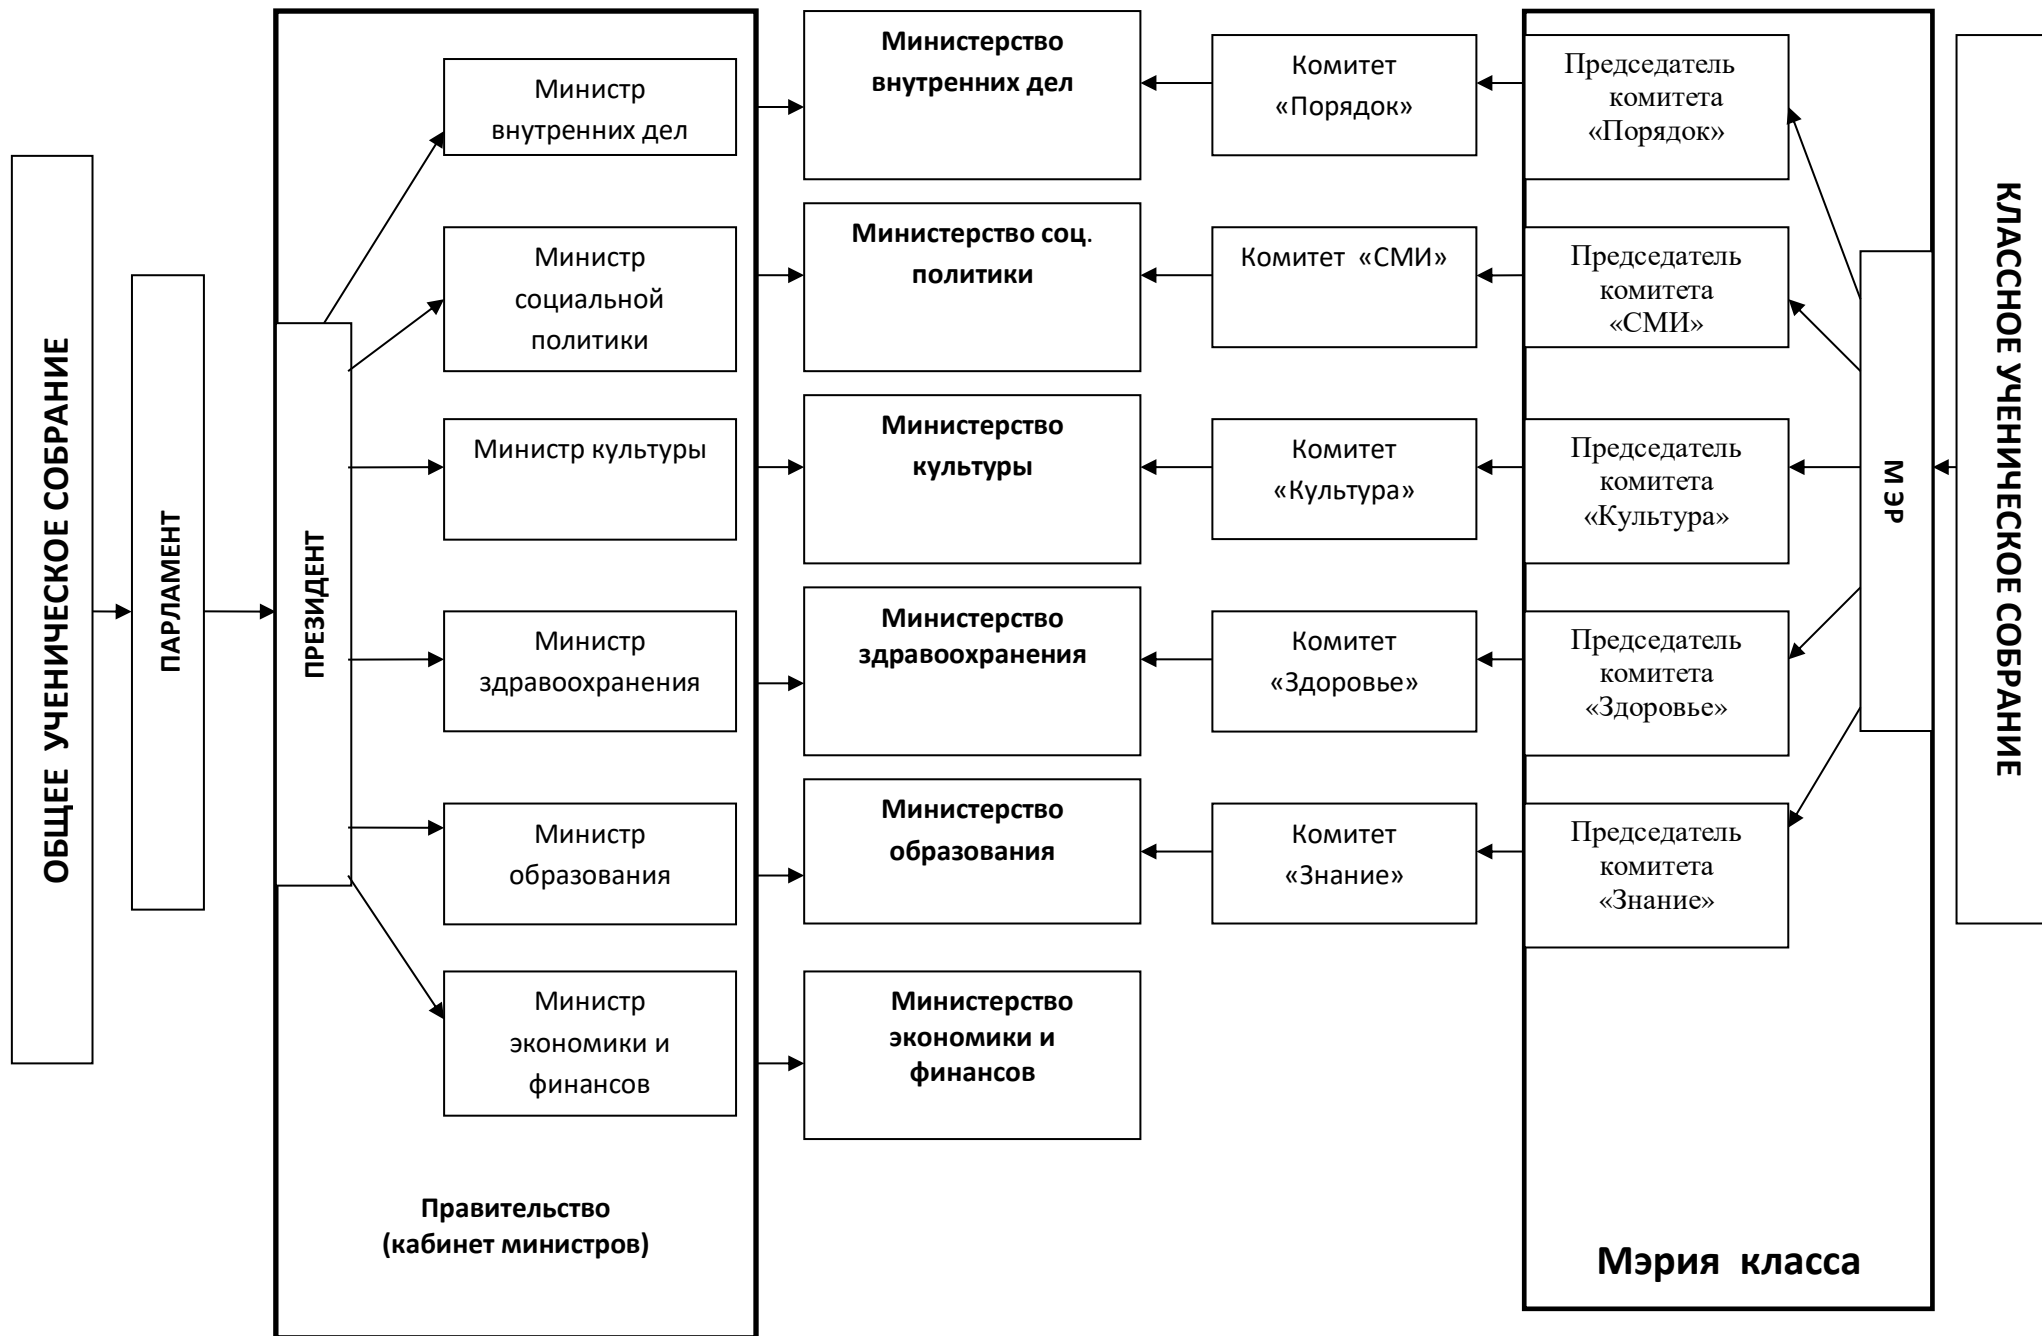 ОБЩЕЕ УЧЕНИЧЕСКОЕ СОБРАНИЕ
ПАРЛАМЕНТ
ПРЕЗИДЕНТ
Министр
внутренних дел
Министр
социальной
политики
Министр культуры
Министр
здравоохранения
Министр
образования
Министр
экономики и
финансов
Правительство
(кабинет министров)
Министерство
внутренних дел
Министерство соц.
политики
Министерство
культуры
Министерство
здравоохранения
Министерство
образования
Министерство
экономики и
финансов
Комитет
«Порядок»
Комитет «СМИ»
Комитет
«Культура»
Комитет
«Здоровье»
Комитет
«Знание»
Председатель
комитета
«Порядок»
Председатель
комитета
«СМИ»
Председатель
комитета
«Культура»
Председатель
комитета
«Здоровье»
Председатель
комитета
«Знание»
Мэрия класса
МЭР
КЛАССНОЕ УЧЕНИЧЕСКОЕ СОБРАНИЕ